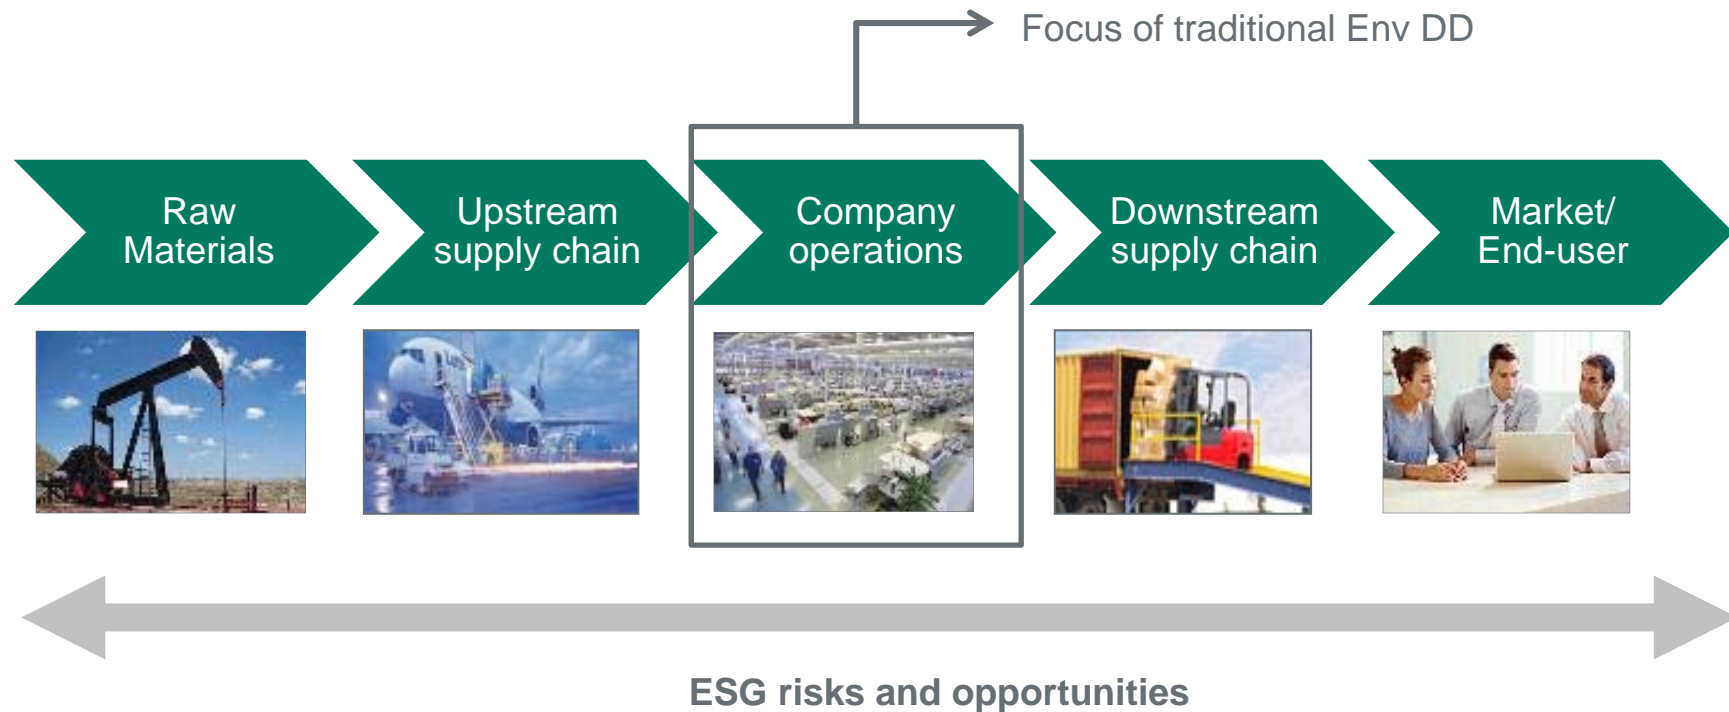 Focus of traditional Env DD
Raw
Materials
Upstream
supply chain
Company
operations
Downstream
supply chain
Market/
End-user
ESG risks and opportunities